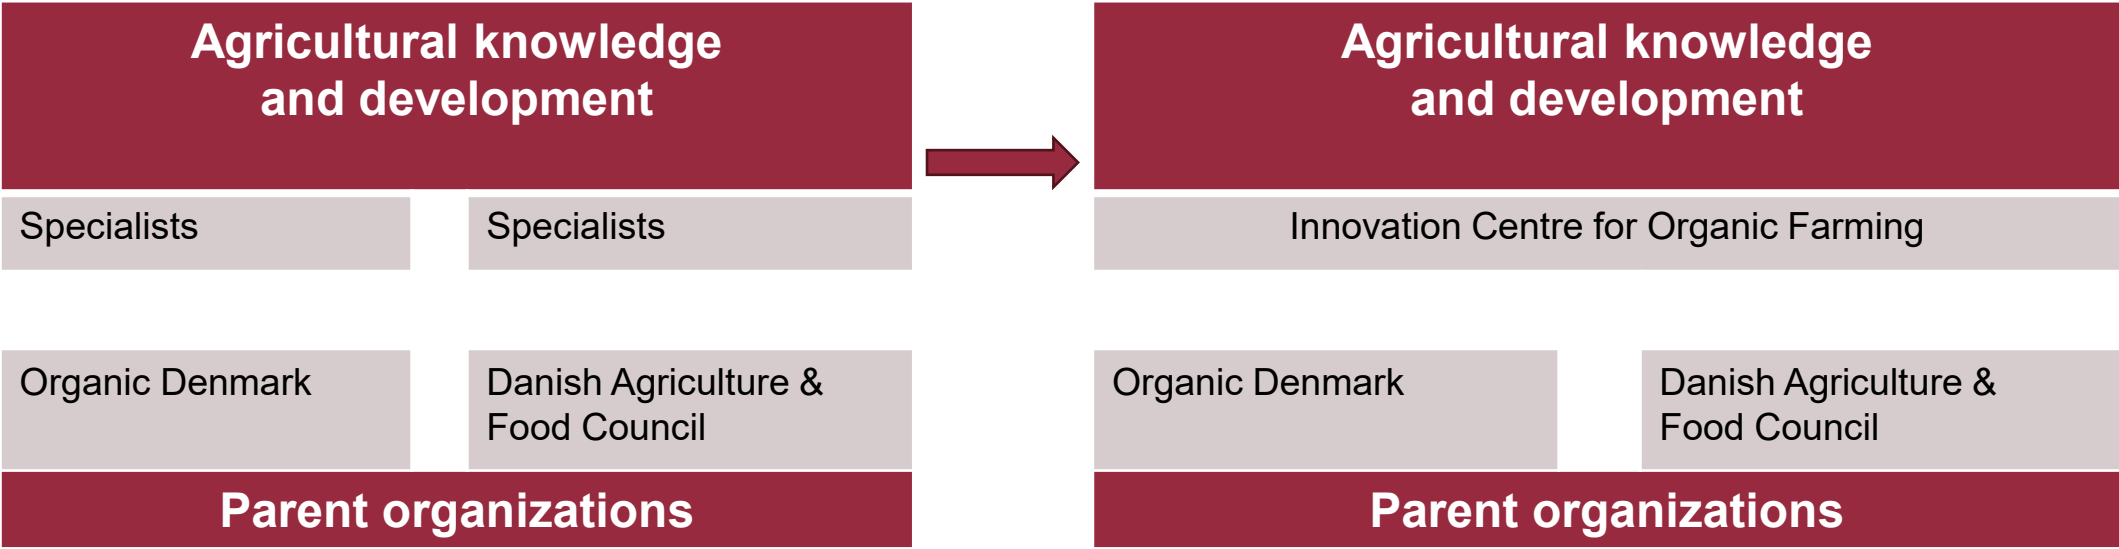 Agricultural knowledge
and development
Specialists
Specialists
Organic Denmark
Danish Agriculture &
Food Council
Parent organizations
Agricultural knowledge
and development
Innovation Centre for Organic Farming
Organic Denmark
Danish Agriculture &
Food Council
Parent organizations